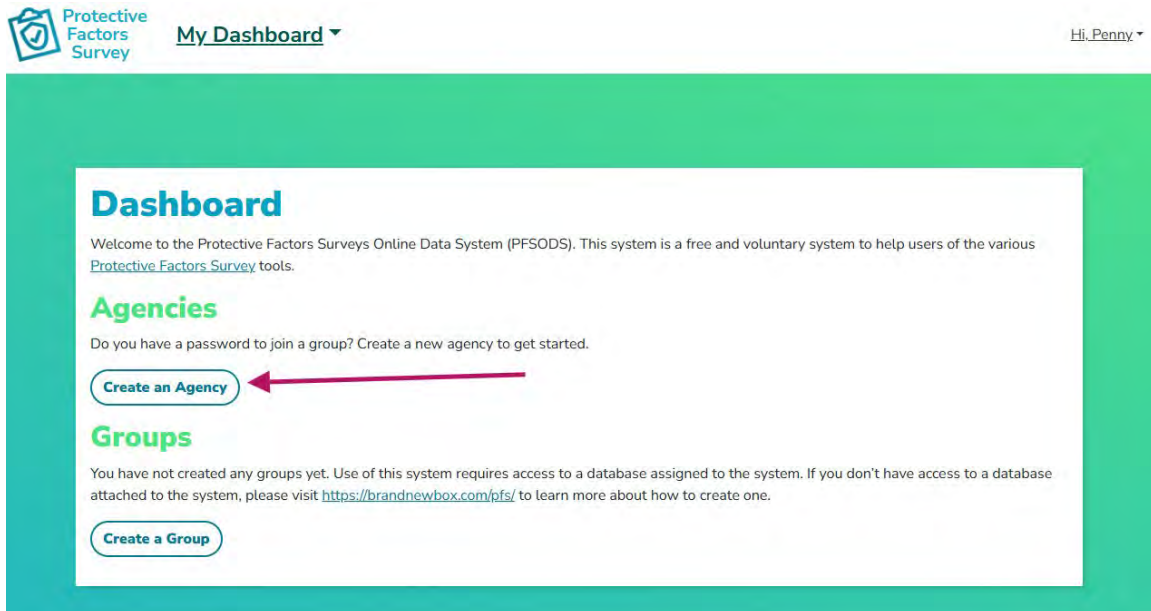 Protective
Factors
Survey
My Dashboard
Hi, Penny
Dashboard
Welcome to the Protective Factors Surveys Online Data System (PFSODS). This system is a free and voluntary system to help users of the various
Protective Factors Survey tools.
Agencies
Do you have a password to join a group? Create a new agency to get started.
Create an Agency
Groups
You have not created any groups yet. Use of this system requires access to a database assigned to the system. If you don't have access to a database
attached to the system, please visit https://brandnewbox.com/pfs/ to learn more about how to create one.
Create a Group